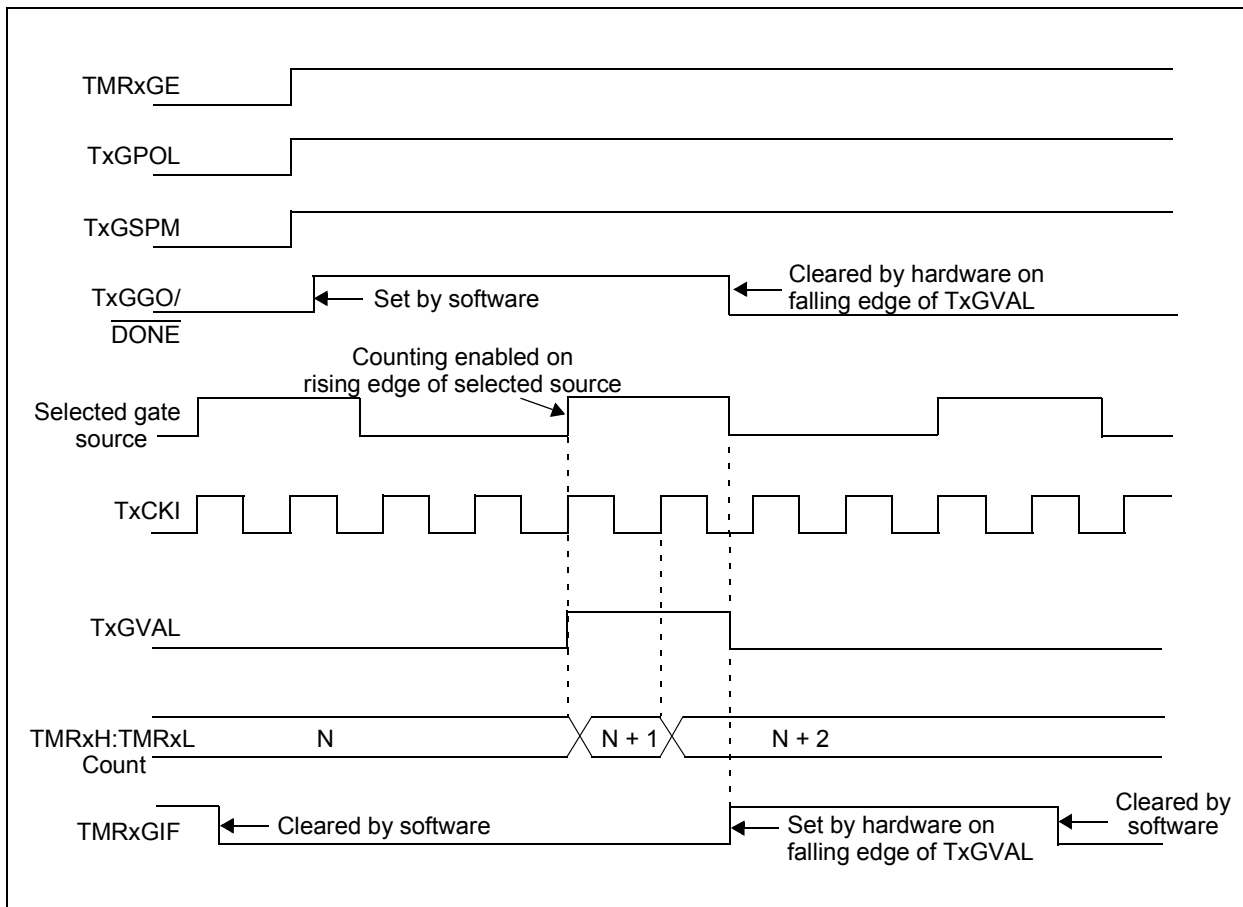 TMRxGE
TxGPOL
TxGSPM
TxGGO/
DONE
Set by software
Cleared by hardware on
falling edge of TxGVAL
Counting enabled on
rising edge of selected source
Selected gate
source
TxCKI
TxGVAL
TMRxH:TMRxL
Count
N
N + 1
N + 2
TMRxGIF
Cleared by software
Set by hardware on
falling edge of TxGVAL
Cleared by
software